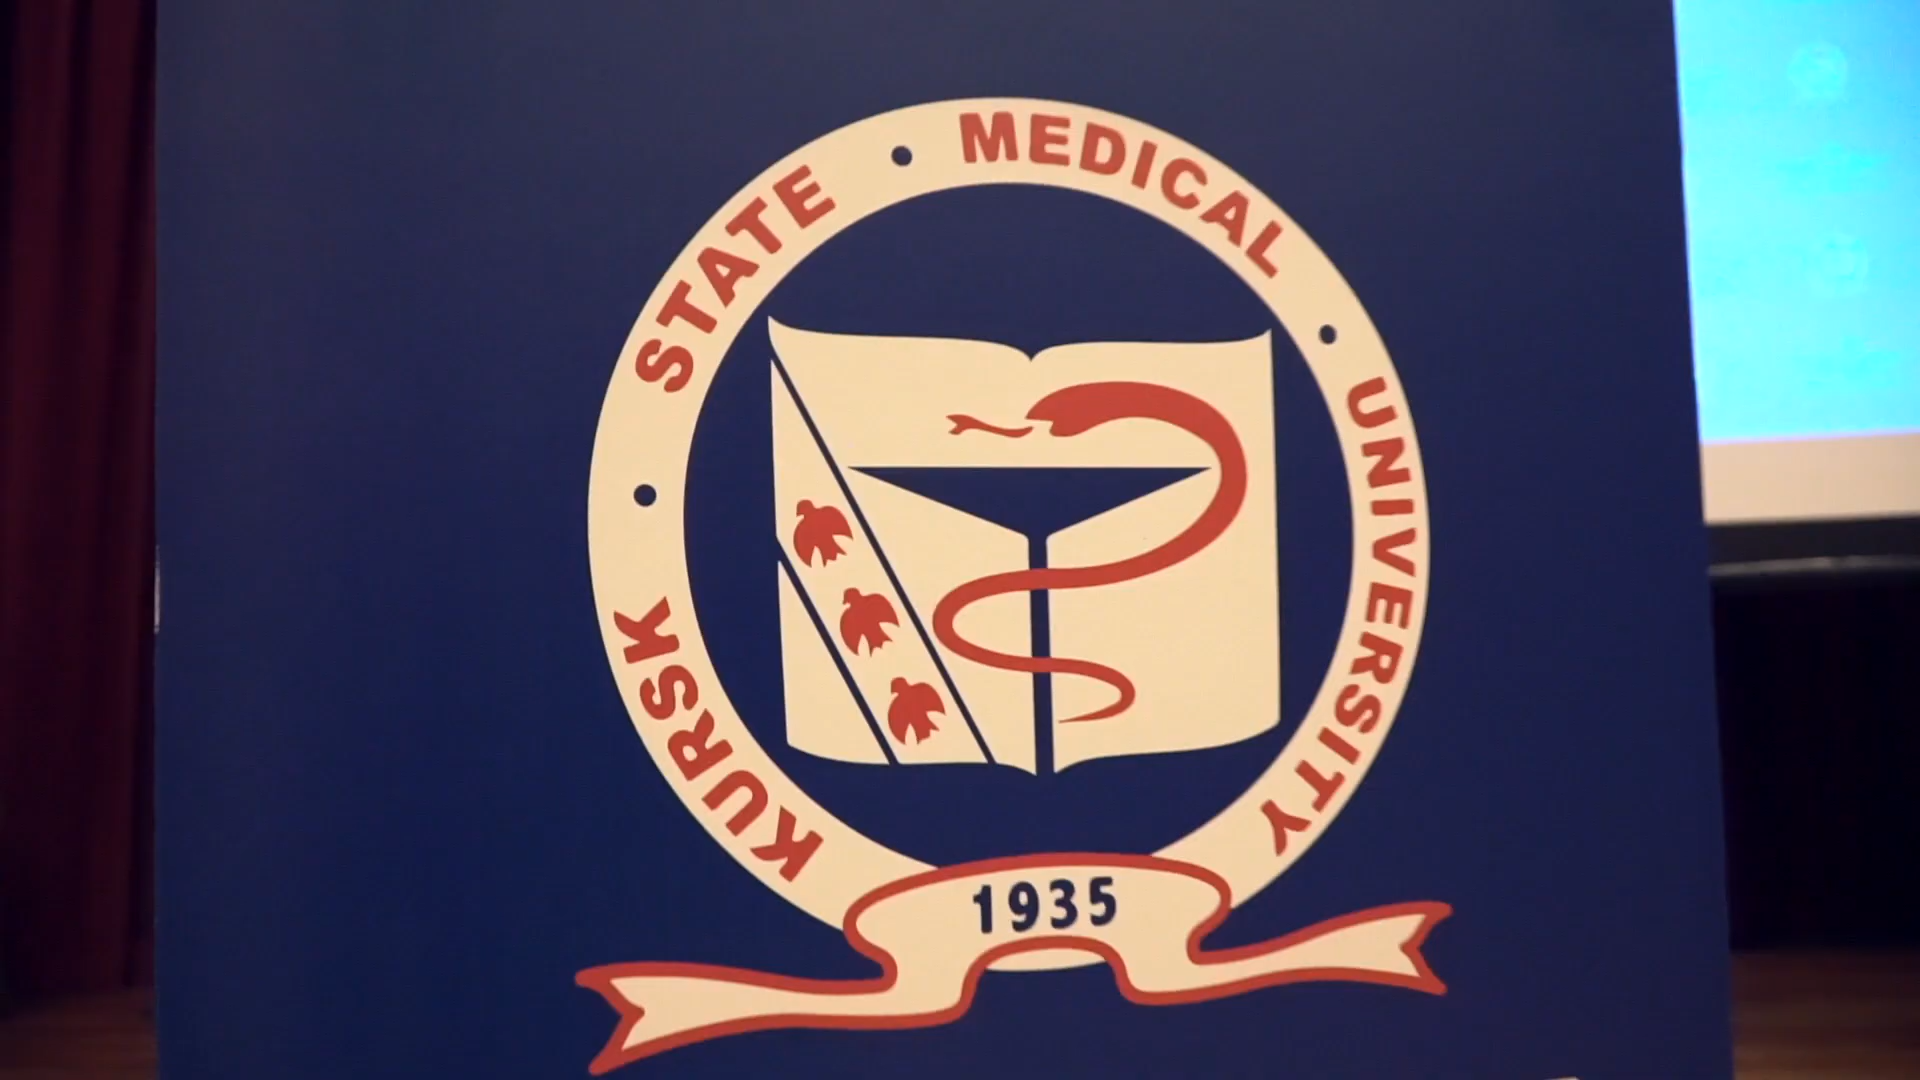 KURSK • STATE • MEDICAL • UNIVERSITY
1935